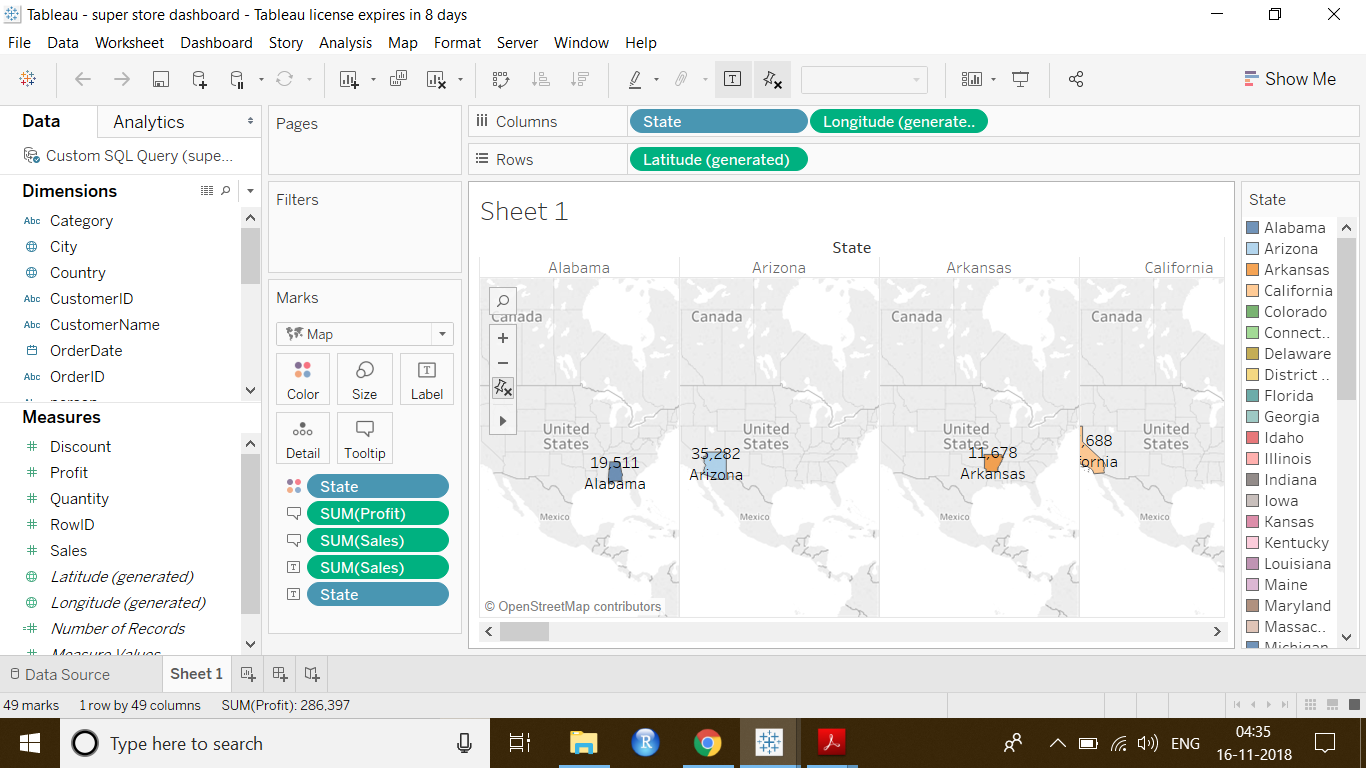 Tableau - super store dashboard - Tableau license expires in 8 days
File Data Worksheet Dashboard Story Analysis Map Format Server Window Help
Show Me
Data Analytics
Custom SQL Query (supe...
Dimensions
Abc Category
City
Country
Abc CustomerID
Abc CustomerName
OrderDate
Abc OrderID
Measures
Discount
Profit
Quantity
RowID
Sales
Latitude (generated)
Longitude (generated)
Number of Records
Measure Values
Pages
Filters
Marks
Map
Color Size Label
Detail Tooltip
State
SUM(Profit)
SUM(Sales)
SUM(Sales)
State
Columns State Longitude (generate..
Rows Latitude (generated)
Sheet 1
State
Alabama Arizona Arkansas California
Canada Canada Canada Canada
United States United States United States United States
19,511 Alabama
35,282 Arizona
11,678 Arkansas
,688 fornia
Mexico Mexico Mexico Mexico
© OpenStreetMap contributors
State
Alabama
Arizona
Arkansas
California
Colorado
Connect..
Delaware
District ..
Florida
Georgia
Idaho
Illinois
Indiana
Iowa
Kansas
Kentucky
Louisiana
Maine
Maryland
Massac..
Michigan
Data Source Sheet 1
49 marks 1 row by 49 columns SUM(Profit): 286,397
Type here to search
R
ENG
04:35
16-11-2018